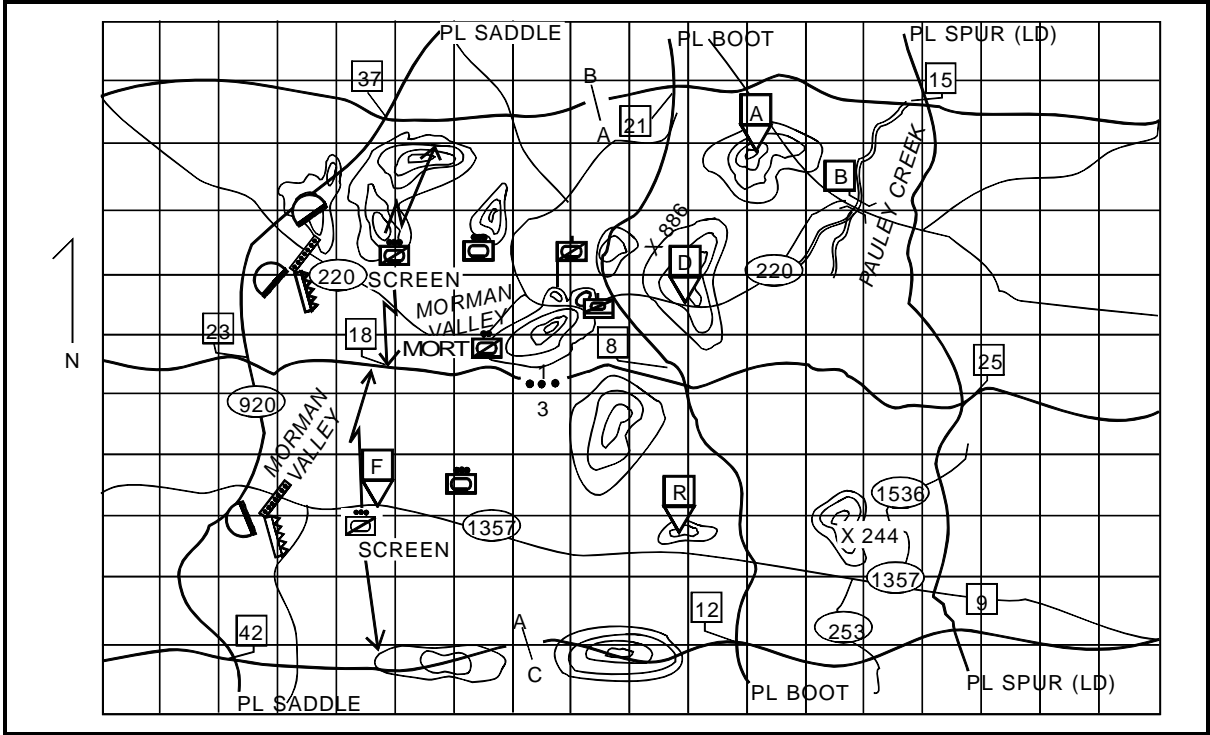 PL SADDLE
PL BOOT
PL SPUR (LD)
37
B
15
A
21
A
B
PAULEY CREEK
X 886
D
220
SCREEN
220
MORMAN
VALLEY
23
18
MORT
8
1
25
3
920
MORMAN
VALLEY
F
R
1536
1357
X 244
SCREEN
1357
9
12
42
A
253
C
PL SADDLE
PL BOOT
PL SPUR (LD)
N